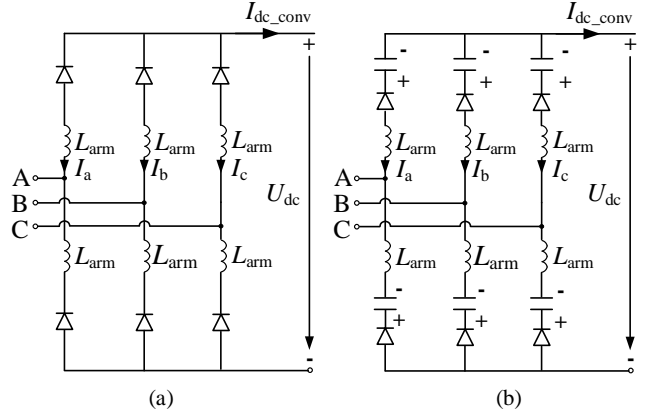 I_dc_conv
+
L_arm L_arm L_arm
A I_a I_b I_c
B
C
U_dc
L_arm L_arm L_arm
-
(a)
I_dc_conv
- - -
+ + +
+
L_arm L_arm L_arm
A I_a I_b I_c
B
C
U_dc
L_arm L_arm L_arm
- - -
+ + +
-
(b)